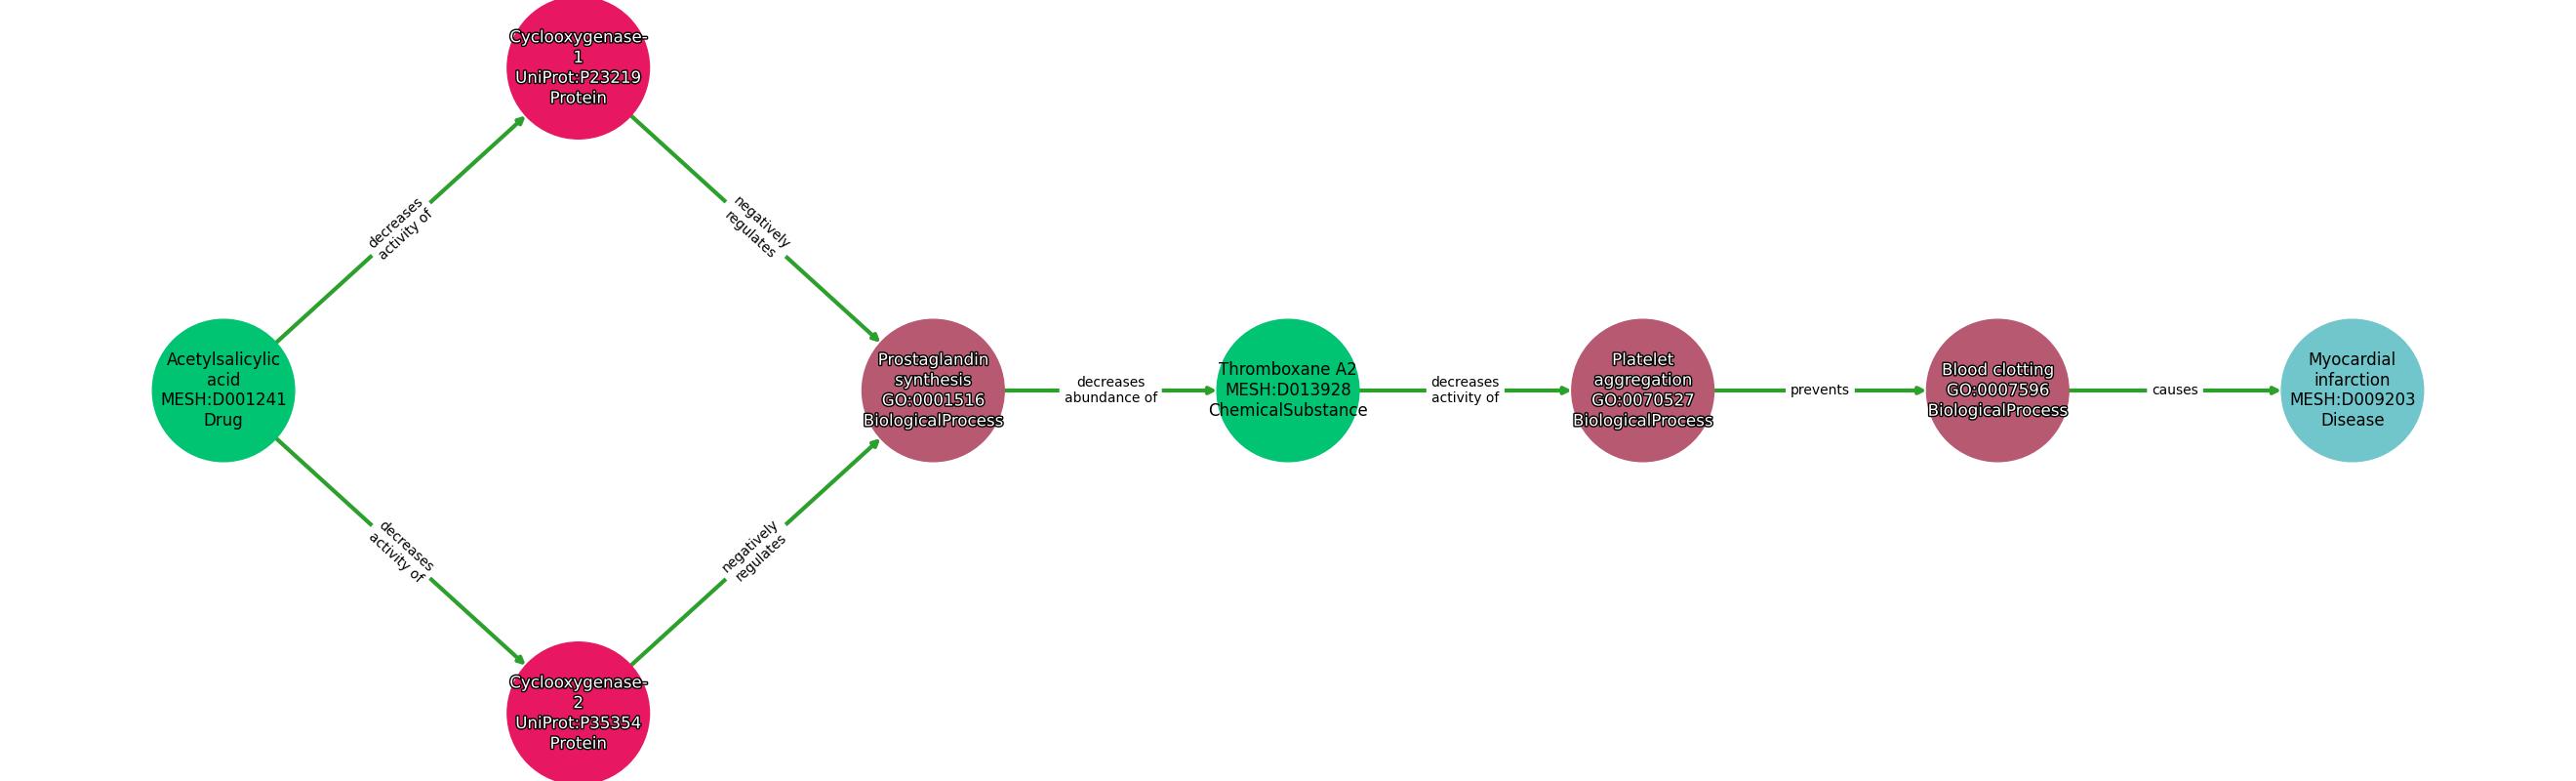 Cyclooxygenase-
1
UniProt:P23219
Protein
decreases
activity of
negatively
regulates
Acetylsalicylic
acid
MESH:D001241
Drug
Prostaglandin
synthesis
GO:0001516
BiologicalProcess
decreases
abundance of
Thromboxane A2
MESH:D013928
ChemicalSubstance
decreases
activity of
Platelet
aggregation
GO:0070527
BiologicalProcess
prevents
Blood clotting
GO:0007596
BiologicalProcess
causes
Myocardial
infarction
MESH:D009203
Disease
decreases
activity of
negatively
regulates
Cyclooxygenase-
2
UniProt:P35354
Protein